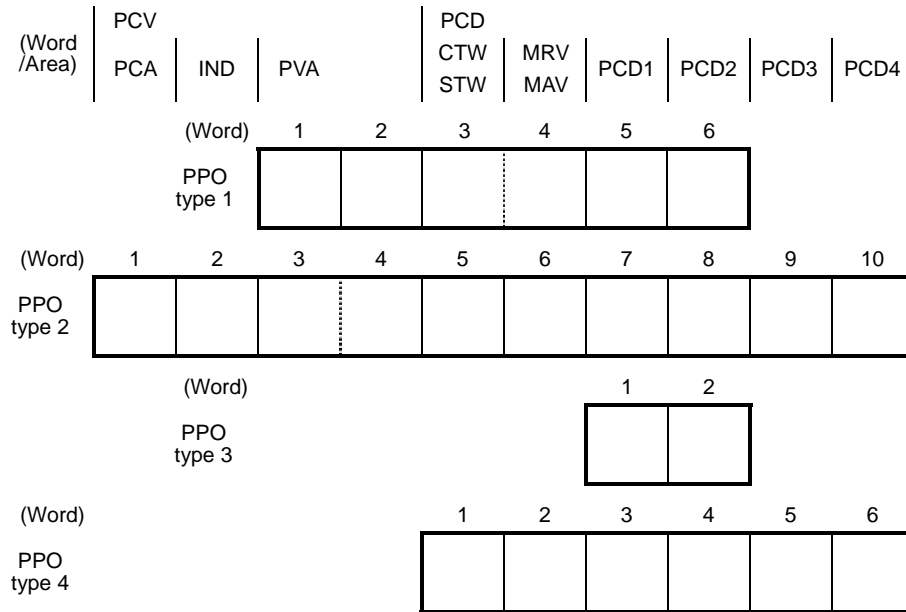 PCV PCD
(Word /Area) PCA IND PVA CTW STW MRV MAV PCD1 PCD2 PCD3 PCD4
(Word) 1 2 3 4 5 6
PPO type 1
(Word) 1 2 3 4 5 6 7 8 9 10
PPO type 2
(Word) 1 2
PPO type 3
(Word) 1 2 3 4 5 6
PPO type 4